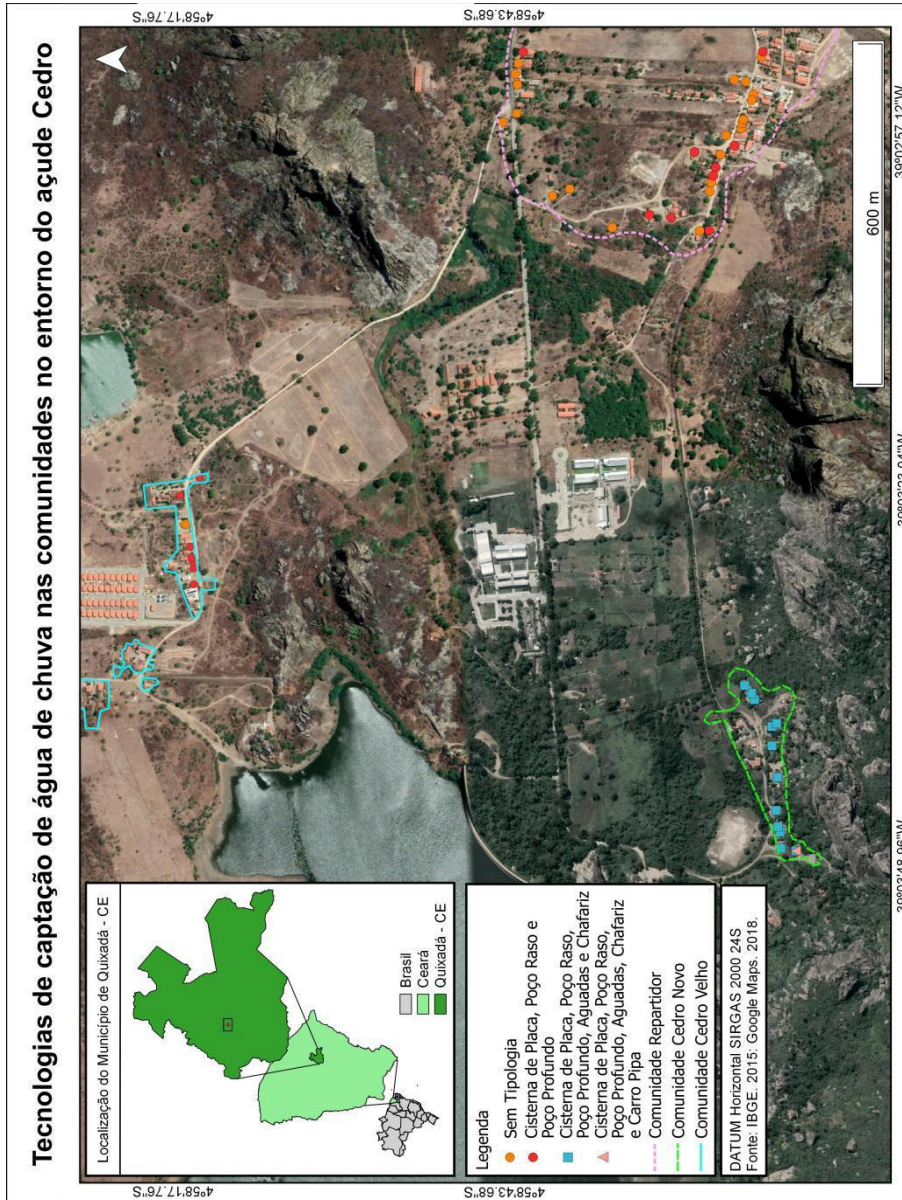 Tecnologias de captação de água de chuva nas comunidades no entorno do açude Cedro
4°58'17.76"S
4°58'43.68"S
Localização do Município de Quixadá - CE
Brasil
Ceará
Quixadá - CE
Legenda
Sem Tipologia
Cisterna de Placa, Poço Raso e
Poço Profundo
Cisterna de Placa, Poço Raso,
Poço Profundo, Aguadas e Chafariz
Cisterna de Placa, Poço Raso,
Poço Profundo, Aguadas, Chafariz
e Carro Pipa
Comunidade Repartidor
Comunidade Cedro Novo
Comunidade Cedro Velho
DATUM Horizontal SIRGAS 2000 24S
Fonte: IBGE. 2015: Google Maps. 2018.
600 m
4°58'17.76"S
4°58'43.68"S
39°03'48.96"W
39°02'57.12"W